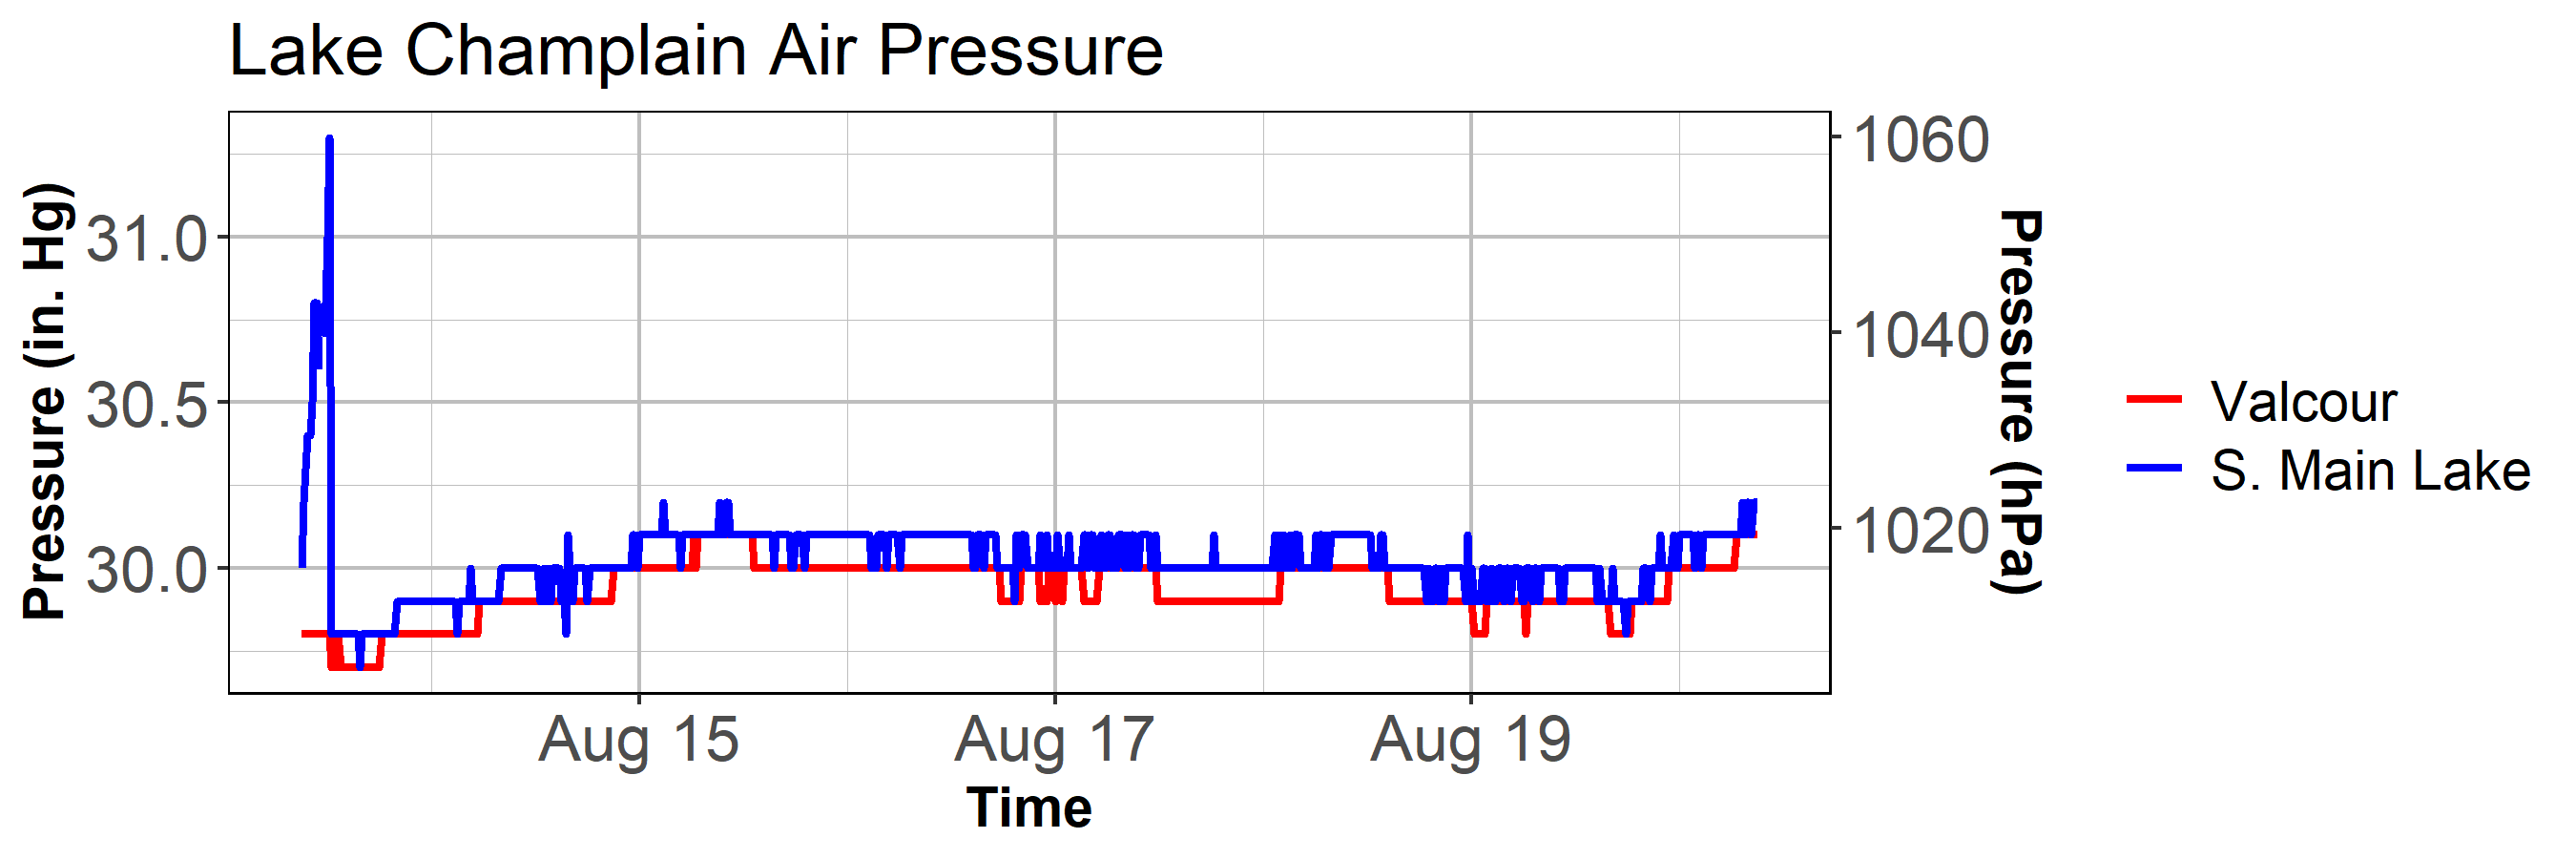 Lake Champlain Air Pressure
Pressure (in. Hg)
31.0
30.5
30.0
1060
1040
1020
Pressure (hPa)
Aug 15
Aug 17
Aug 19
Time
Valcour
S. Main Lake